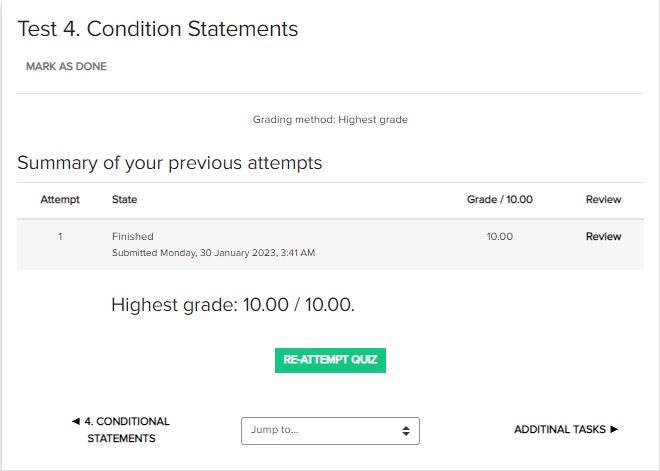 Test 4. Condition Statements
MARK AS DONE
Grading method: Highest grade
Summary of your previous attempts
Attempt State Grade / 10.00 Review
1 Finished 10.00 Review
Submitted Monday, 30 January 2023, 3:41 AM
Highest grade: 10.00 / 10.00.
RE-ATTEMPT QUIZ
◄ 4. CONDITIONAL
STATEMENTS
Jump to...
ADDITINAL TASKS ►